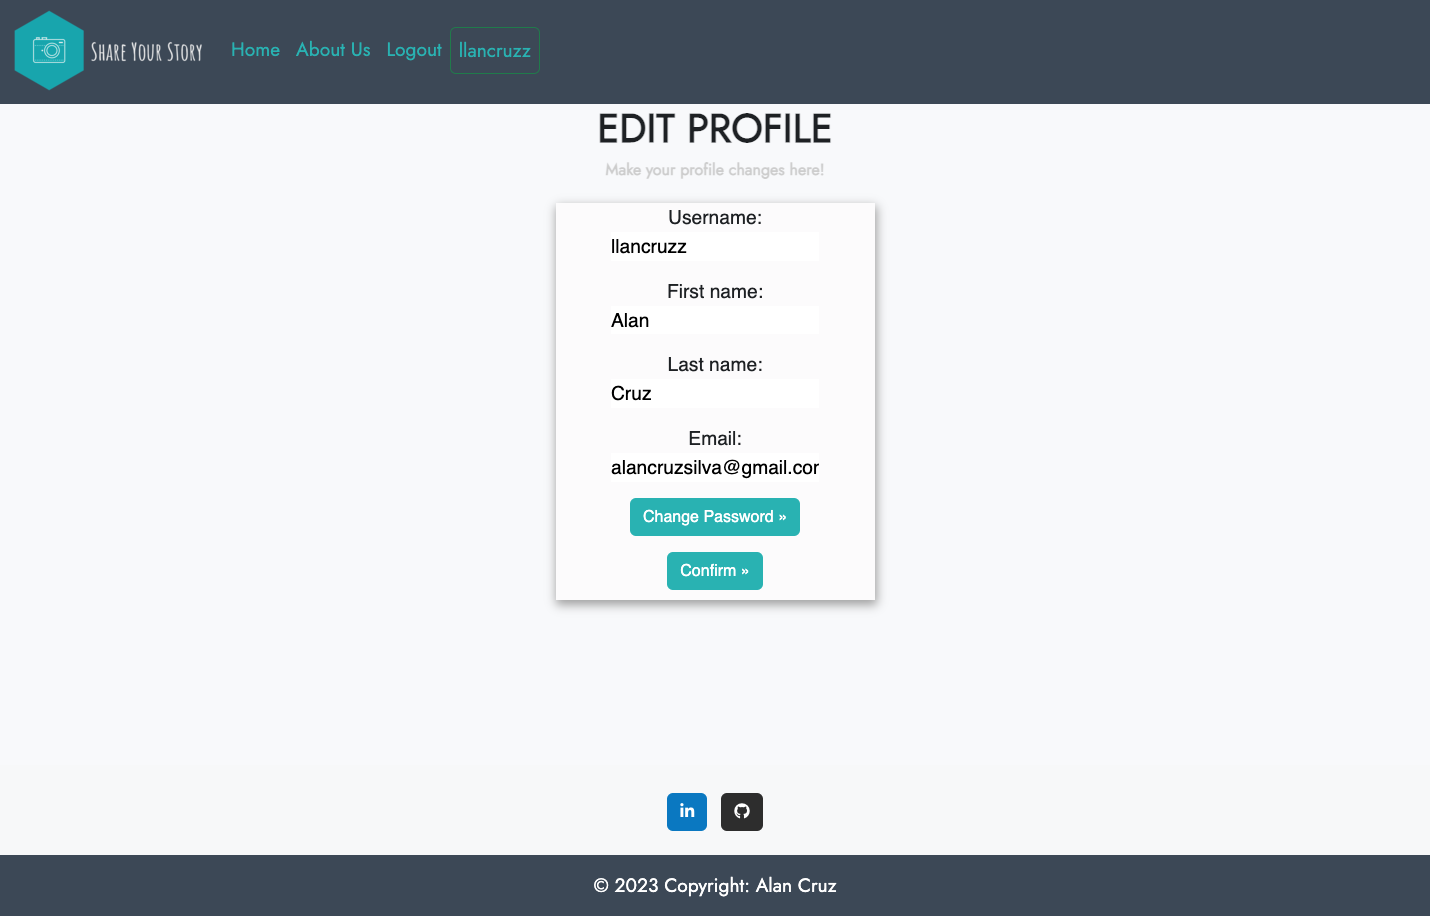 Share Your Story Home About Us Logout llancruzz
EDIT PROFILE
Make your profile changes here!
Username:
llancruzz
First name:
Alan
Last name:
Cruz
Email:
alancruzsilva@gmail.cor
Change Password »
Confirm »
in
© 2023 Copyright: Alan Cruz